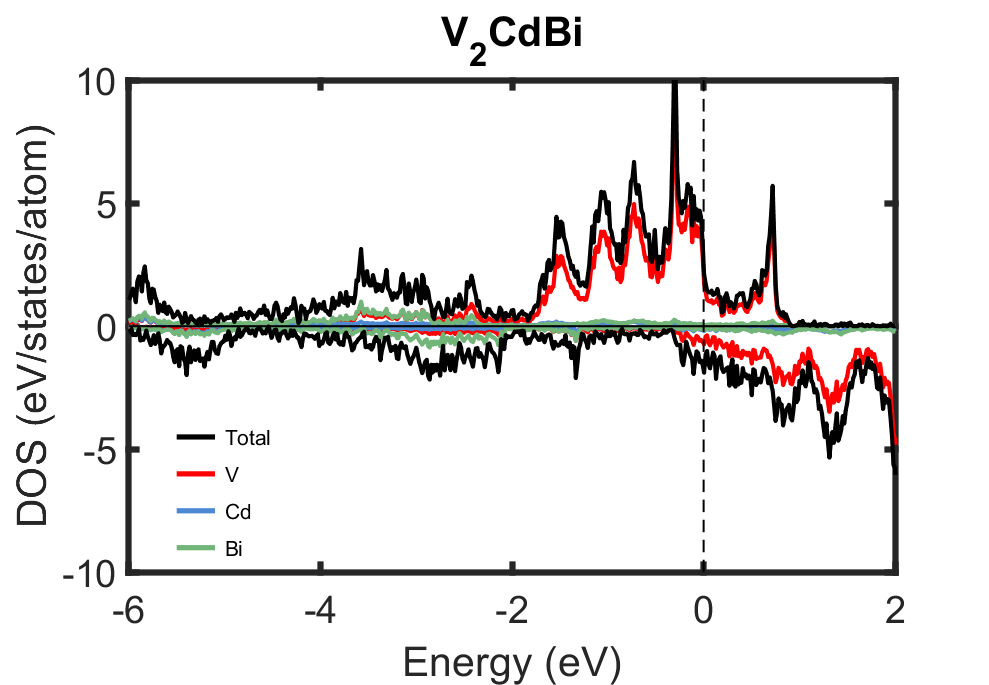 V₂CdBi
10
5
0
-5
-10
DOS (eV/states/atom)
Total
V
Cd
Bi
-6
-4
-2
0
2
Energy (eV)